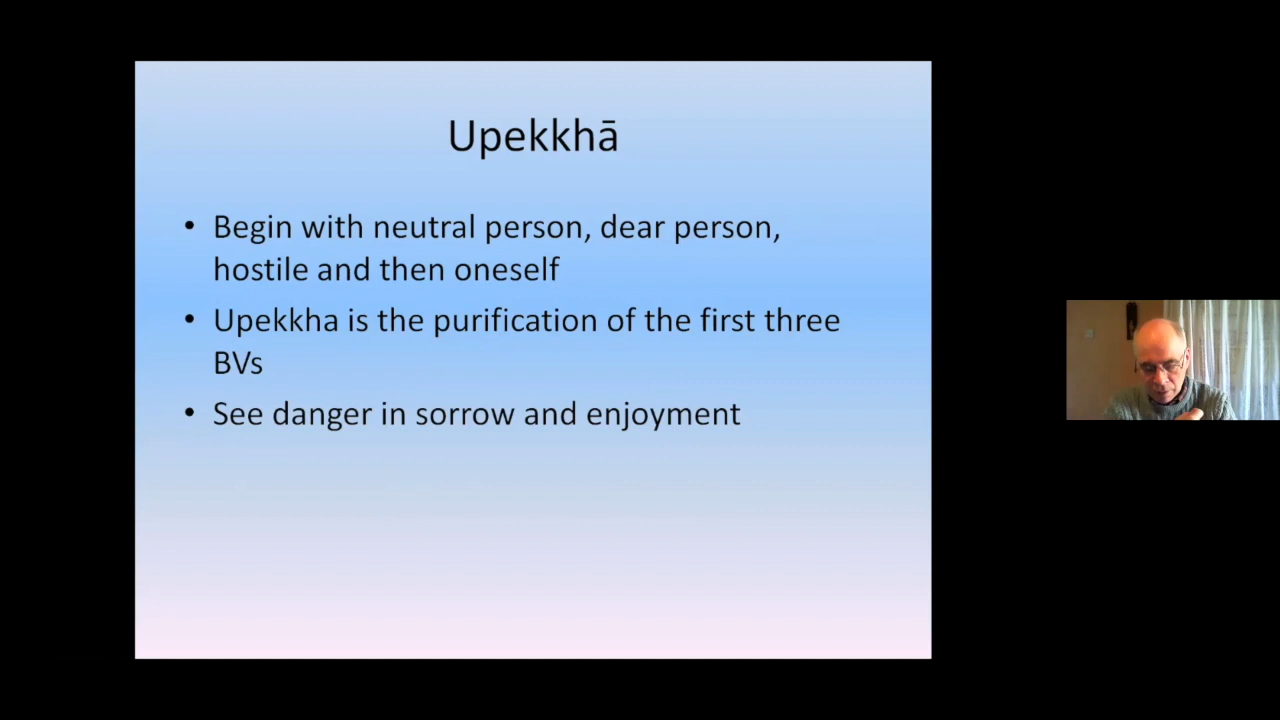 Upekkhā
• Begin with neutral person, dear person,
hostile and then oneself
• Upekkha is the purification of the first three
BVs
• See danger in sorrow and enjoyment